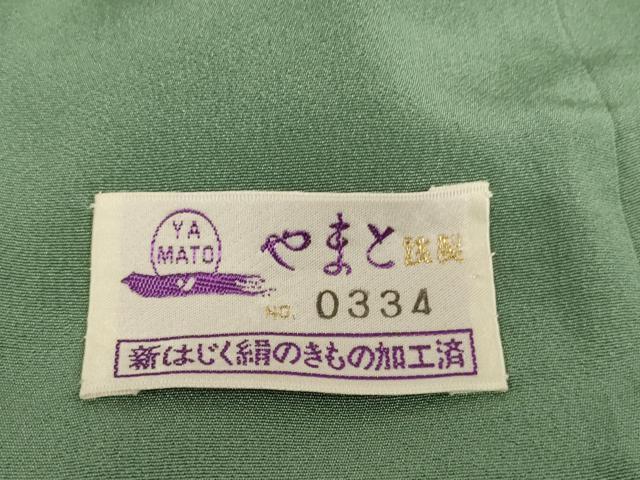 YA
MATO
やまと謹製
NO. 0334
新はじく絹のきもの加工済